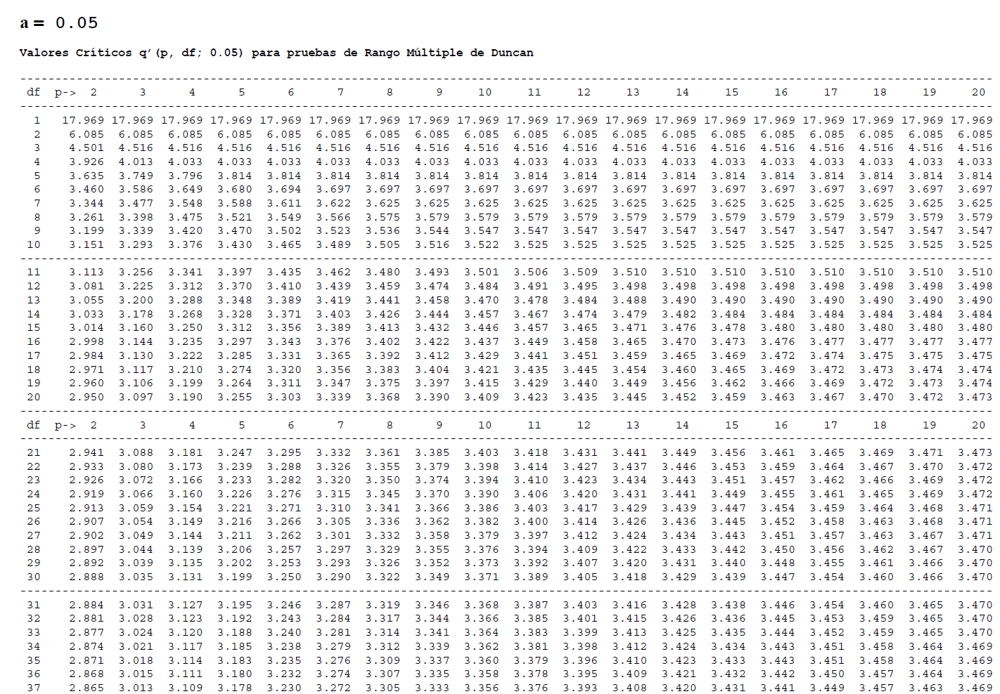 a = 0.05
Valores Críticos q’(p, df; 0.05) para pruebas de Rango Múltiple de Duncan
df p-> 2 3 4 5 6 7 8 9 10 11 12 13 14 15 16 17 18 19 20
1 17.969 17.969 17.969 17.969 17.969 17.969 17.969 17.969 17.969 17.969 17.969 17.969 17.969 17.969 17.969 17.969 17.969 17.969 17.969
2 6.085 6.085 6.085 6.085 6.085 6.085 6.085 6.085 6.085 6.085 6.085 6.085 6.085 6.085 6.085 6.085 6.085 6.085 6.085
3 4.501 4.516 4.516 4.516 4.516 4.516 4.516 4.516 4.516 4.516 4.516 4.516 4.516 4.516 4.516 4.516 4.516 4.516 4.516
4 3.926 4.013 4.033 4.033 4.033 4.033 4.033 4.033 4.033 4.033 4.033 4.033 4.033 4.033 4.033 4.033 4.033 4.033 4.033
5 3.635 3.749 3.796 3.814 3.814 3.814 3.814 3.814 3.814 3.814 3.814 3.814 3.814 3.814 3.814 3.814 3.814 3.814 3.814
6 3.460 3.586 3.649 3.680 3.694 3.697 3.697 3.697 3.697 3.697 3.697 3.697 3.697 3.697 3.697 3.697 3.697 3.697 3.697
7 3.344 3.477 3.548 3.588 3.611 3.622 3.625 3.625 3.625 3.625 3.625 3.625 3.625 3.625 3.625 3.625 3.625 3.625 3.625
8 3.261 3.398 3.475 3.521 3.549 3.566 3.575 3.579 3.579 3.579 3.579 3.579 3.579 3.579 3.579 3.579 3.579 3.579 3.579
9 3.199 3.339 3.420 3.470 3.502 3.523 3.536 3.544 3.547 3.547 3.547 3.547 3.547 3.547 3.547 3.547 3.547 3.547 3.547
10 3.151 3.293 3.376 3.430 3.465 3.489 3.505 3.516 3.522 3.525 3.525 3.525 3.525 3.525 3.525 3.525 3.525 3.525 3.525
11 3.113 3.256 3.341 3.397 3.435 3.462 3.480 3.493 3.501 3.506 3.509 3.510 3.510 3.510 3.510 3.510 3.510 3.510 3.510
12 3.081 3.225 3.312 3.370 3.410 3.439 3.459 3.474 3.484 3.491 3.495 3.498 3.498 3.498 3.498 3.498 3.498 3.498 3.498
13 3.055 3.200 3.288 3.348 3.389 3.419 3.441 3.458 3.470 3.478 3.484 3.488 3.490 3.490 3.490 3.490 3.490 3.490 3.490
14 3.033 3.178 3.268 3.328 3.371 3.403 3.426 3.444 3.457 3.467 3.474 3.479 3.482 3.484 3.484 3.484 3.484 3.484 3.484
15 3.014 3.160 3.250 3.312 3.356 3.389 3.413 3.432 3.446 3.457 3.465 3.471 3.476 3.478 3.480 3.480 3.480 3.480 3.480
16 2.998 3.144 3.235 3.297 3.343 3.376 3.402 3.422 3.437 3.449 3.458 3.465 3.470 3.473 3.476 3.477 3.477 3.477 3.477
17 2.984 3.130 3.222 3.285 3.331 3.365 3.392 3.412 3.429 3.441 3.451 3.459 3.465 3.469 3.472 3.474 3.475 3.475 3.475
18 2.971 3.117 3.210 3.274 3.320 3.356 3.383 3.404 3.421 3.435 3.445 3.454 3.460 3.465 3.469 3.472 3.473 3.474 3.474
19 2.960 3.106 3.199 3.264 3.311 3.347 3.375 3.397 3.415 3.429 3.440 3.449 3.456 3.462 3.466 3.469 3.472 3.473 3.474
20 2.950 3.097 3.190 3.255 3.303 3.339 3.368 3.390 3.409 3.423 3.435 3.445 3.452 3.459 3.463 3.467 3.470 3.472 3.473
df p-> 2 3 4 5 6 7 8 9 10 11 12 13 14 15 16 17 18 19 20
21 2.941 3.088 3.181 3.247 3.295 3.332 3.361 3.385 3.403 3.418 3.431 3.441 3.449 3.456 3.461 3.465 3.469 3.471 3.473
22 2.933 3.080 3.173 3.239 3.288 3.326 3.355 3.379 3.398 3.414 3.427 3.437 3.446 3.453 3.459 3.464 3.467 3.470 3.472
23 2.926 3.072 3.166 3.233 3.282 3.320 3.350 3.374 3.394 3.410 3.423 3.434 3.443 3.451 3.457 3.462 3.466 3.469 3.472
24 2.919 3.066 3.160 3.226 3.276 3.315 3.345 3.370 3.390 3.406 3.420 3.431 3.441 3.449 3.455 3.461 3.465 3.469 3.472
25 2.913 3.059 3.154 3.221 3.271 3.310 3.341 3.366 3.386 3.403 3.417 3.429 3.439 3.447 3.454 3.459 3.464 3.468 3.471
26 2.907 3.054 3.149 3.216 3.266 3.305 3.336 3.362 3.382 3.400 3.414 3.426 3.436 3.445 3.452 3.458 3.463 3.468 3.471
27 2.902 3.049 3.144 3.211 3.262 3.301 3.332 3.358 3.379 3.397 3.412 3.424 3.434 3.443 3.451 3.457 3.463 3.467 3.471
28 2.897 3.044 3.139 3.206 3.257 3.297 3.329 3.355 3.376 3.394 3.409 3.422 3.433 3.442 3.450 3.456 3.462 3.467 3.470
29 2.892 3.039 3.135 3.202 3.253 3.293 3.326 3.352 3.373 3.392 3.407 3.420 3.431 3.440 3.448 3.455 3.461 3.466 3.470
30 2.888 3.035 3.131 3.199 3.250 3.290 3.322 3.349 3.371 3.389 3.405 3.418 3.429 3.439 3.447 3.454 3.460 3.466 3.470
31 2.884 3.031 3.127 3.195 3.246 3.287 3.319 3.346 3.368 3.387 3.403 3.416 3.428 3.438 3.446 3.454 3.460 3.465 3.470
32 2.881 3.028 3.123 3.192 3.243 3.284 3.317 3.344 3.366 3.385 3.401 3.415 3.426 3.436 3.445 3.453 3.459 3.465 3.470
33 2.877 3.024 3.120 3.188 3.240 3.281 3.314 3.341 3.364 3.383 3.399 3.413 3.425 3.435 3.444 3.452 3.459 3.465 3.470
34 2.874 3.021 3.117 3.185 3.238 3.279 3.312 3.339 3.362 3.381 3.398 3.412 3.424 3.434 3.443 3.451 3.458 3.464 3.469
35 2.871 3.018 3.114 3.183 3.235 3.276 3.309 3.337 3.360 3.379 3.396 3.410 3.423 3.433 3.443 3.451 3.458 3.464 3.469
36 2.868 3.015 3.111 3.180 3.232 3.274 3.307 3.335 3.358 3.378 3.395 3.409 3.421 3.432 3.442 3.450 3.457 3.464 3.469
37 2.865 3.013 3.109 3.178 3.230 3.272 3.305 3.333 3.356 3.376 3.393 3.408 3.420 3.431 3.441 3.449 3.457 3.463 3.469